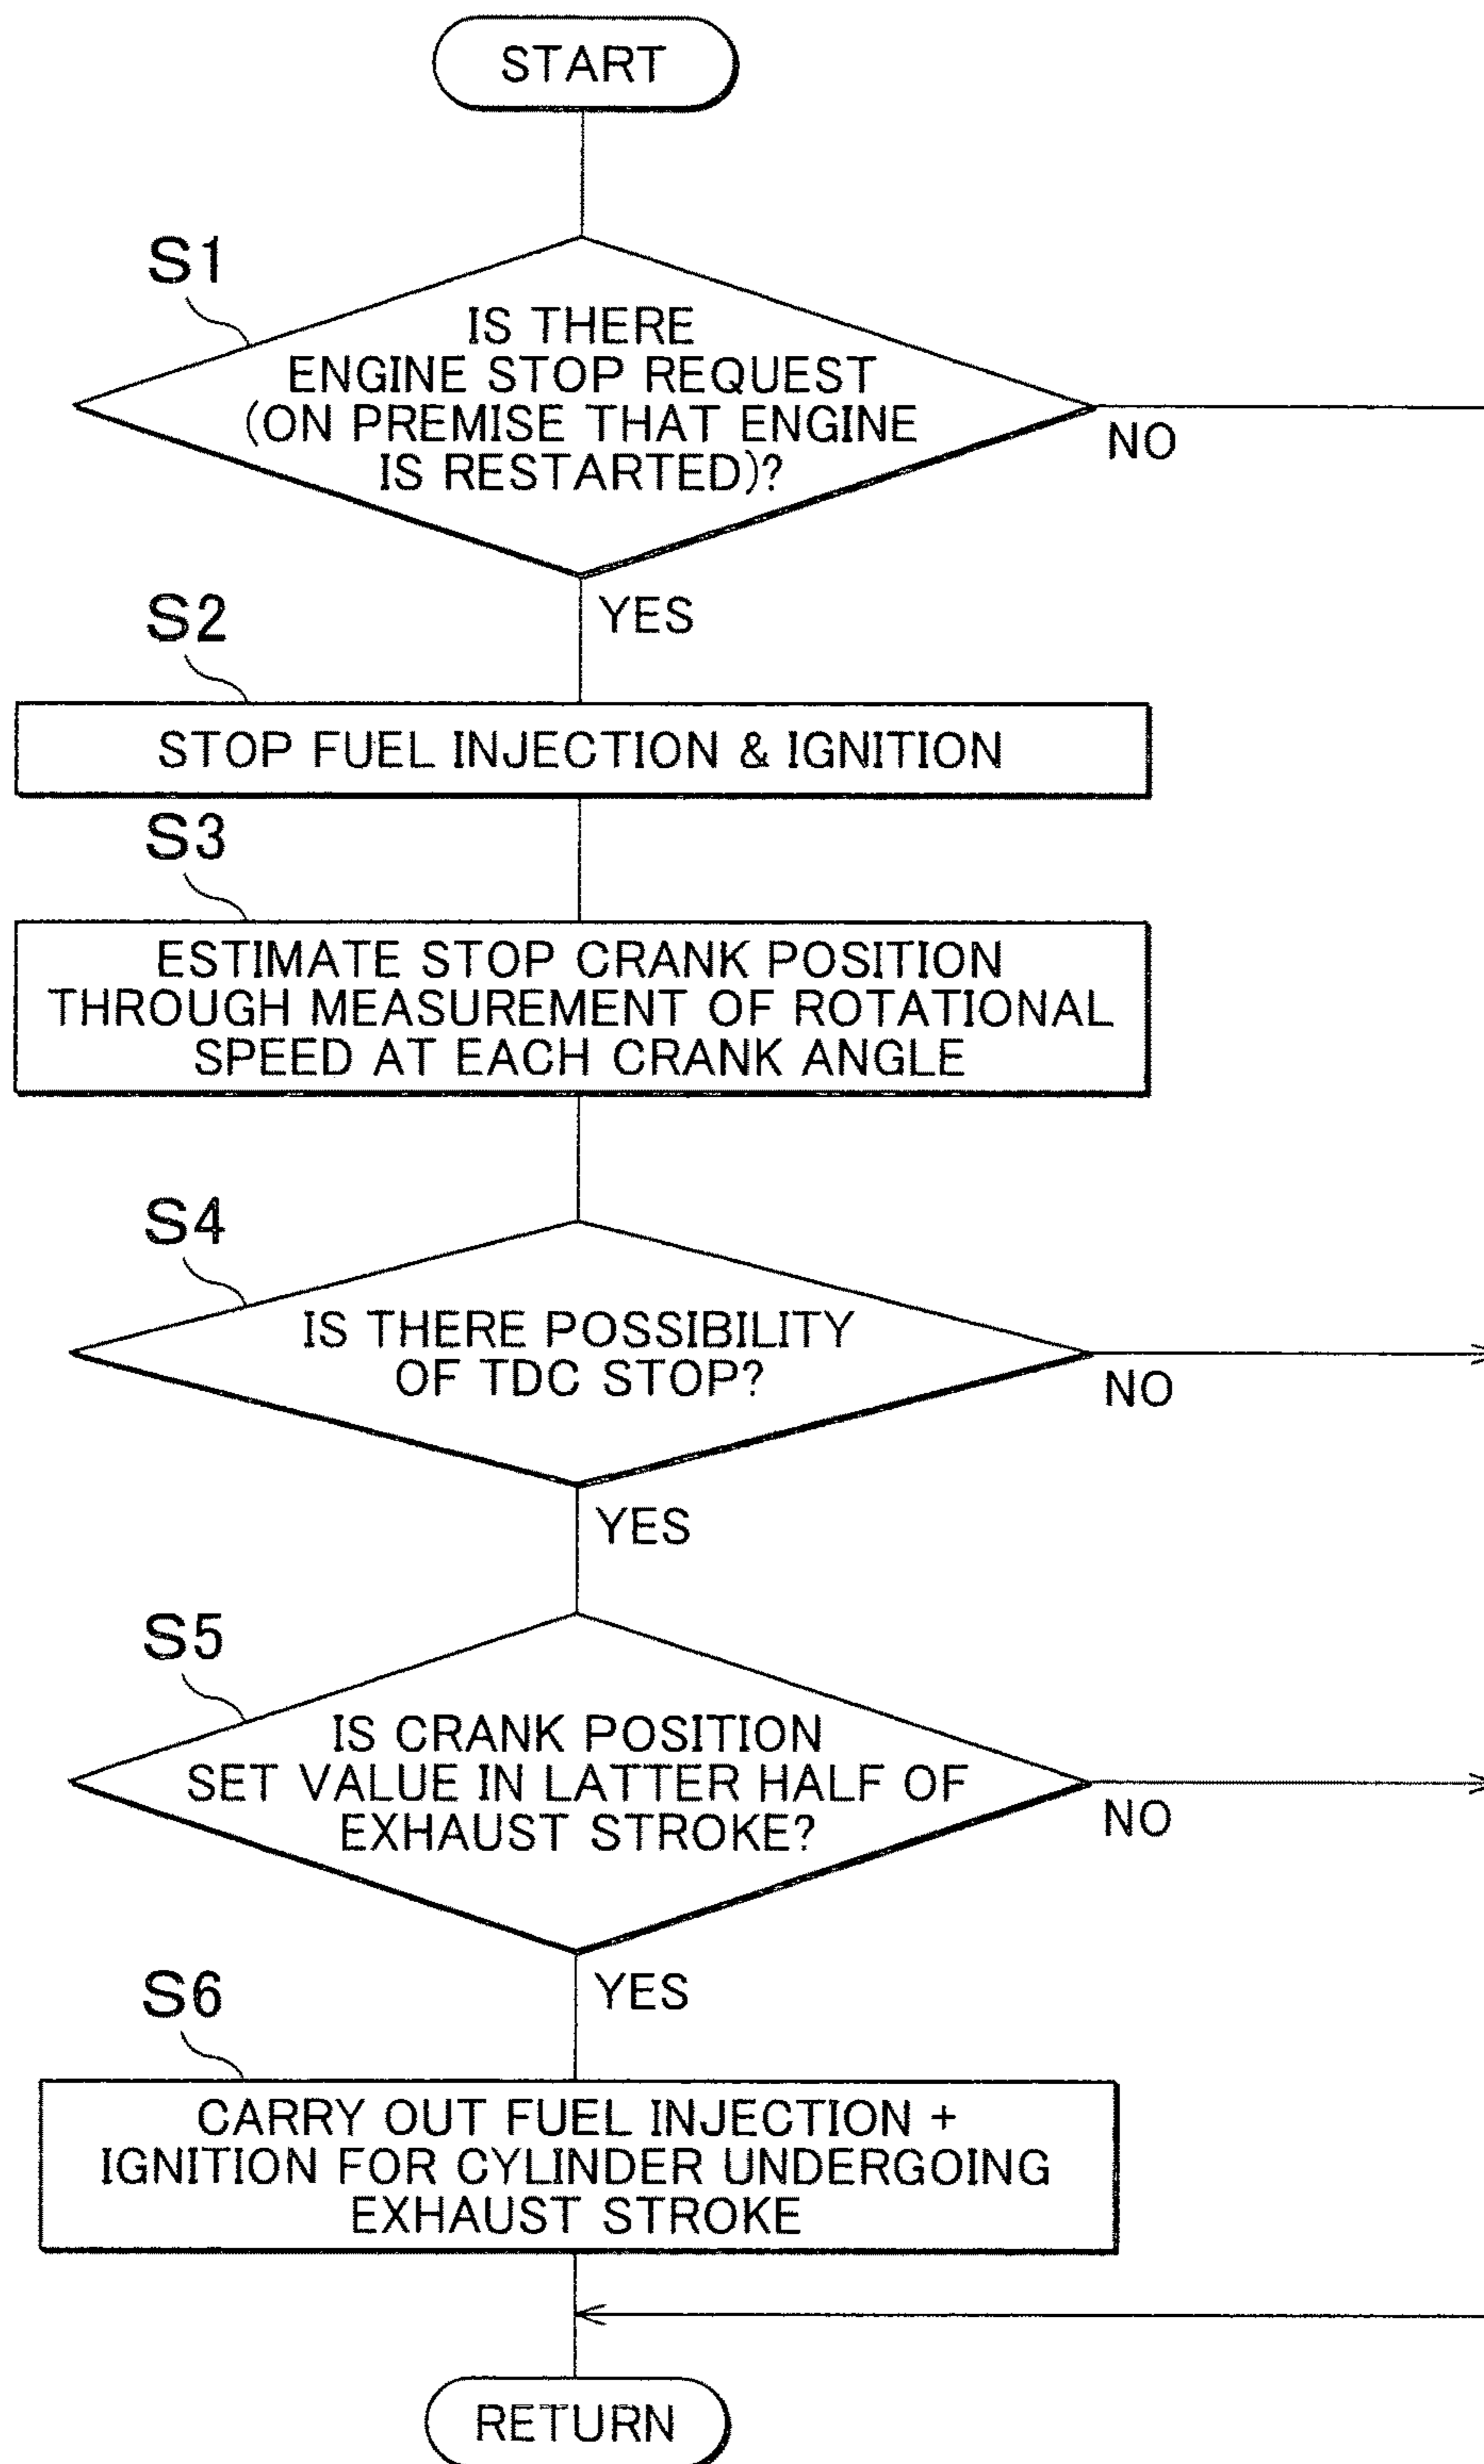 START
S1
IS THERE
ENGINE STOP REQUEST
(ON PREMISE THAT ENGINE
IS RESTARTED)?
NO
YES
S2
STOP FUEL INJECTION & IGNITION
S3
ESTIMATE STOP CRANK POSITION
THROUGH MEASUREMENT OF ROTATIONAL
SPEED AT EACH CRANK ANGLE
S4
IS THERE POSSIBILITY
OF TDC STOP?
NO
YES
S5
IS CRANK POSITION
SET VALUE IN LATTER HALF OF
EXHAUST STROKE?
NO
YES
S6
CARRY OUT FUEL INJECTION +
IGNITION FOR CYLINDER UNDERGOING
EXHAUST STROKE
RETURN